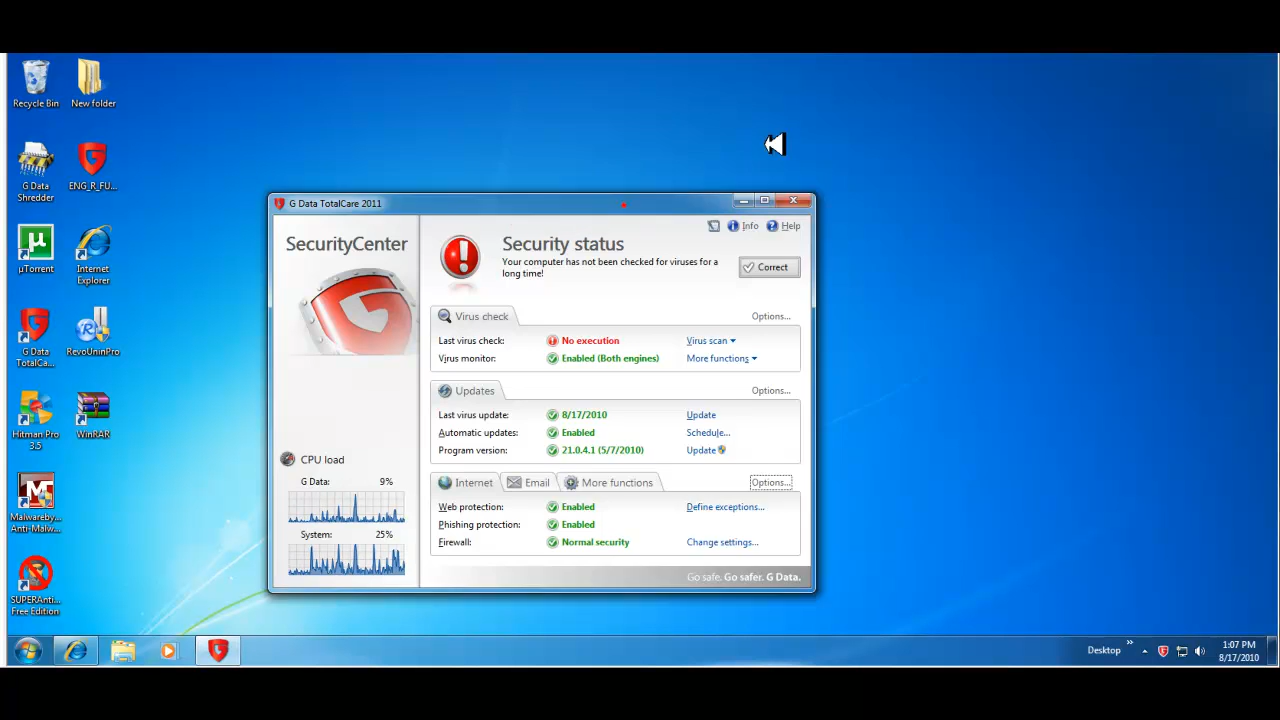 Recycle Bin
New folder
G Data
Shredder
ENG_R_FU...
µTorrent
Internet
Explorer
G Data
TotalCa...
RevoUninPro
Hitman Pro
3.5
WinRAR
Malwareby...
Anti-Malw...
SUPERAnti...
Free Edition
G Data TotalCare 2011
SecurityCenter
Info
Help
Security status
Your computer has not been checked for viruses for a
long time!
Correct
Virus check
Options...
Last virus check: No execution Virus scan
Virus monitor: Enabled (Both engines) More functions
Updates
Options...
Last virus update: 8/17/2010 Update
Automatic updates: Enabled Schedule...
Program version: 21.0.4.1 (5/7/2010) Update
Internet Email More functions Options...
Web protection: Enabled Define exceptions...
Phishing protection: Enabled
Firewall: Normal security Change settings...
CPU load
G Data: 9%
System: 25%
Go safe. Go safer. G Data.
Desktop
1:07 PM
8/17/2010